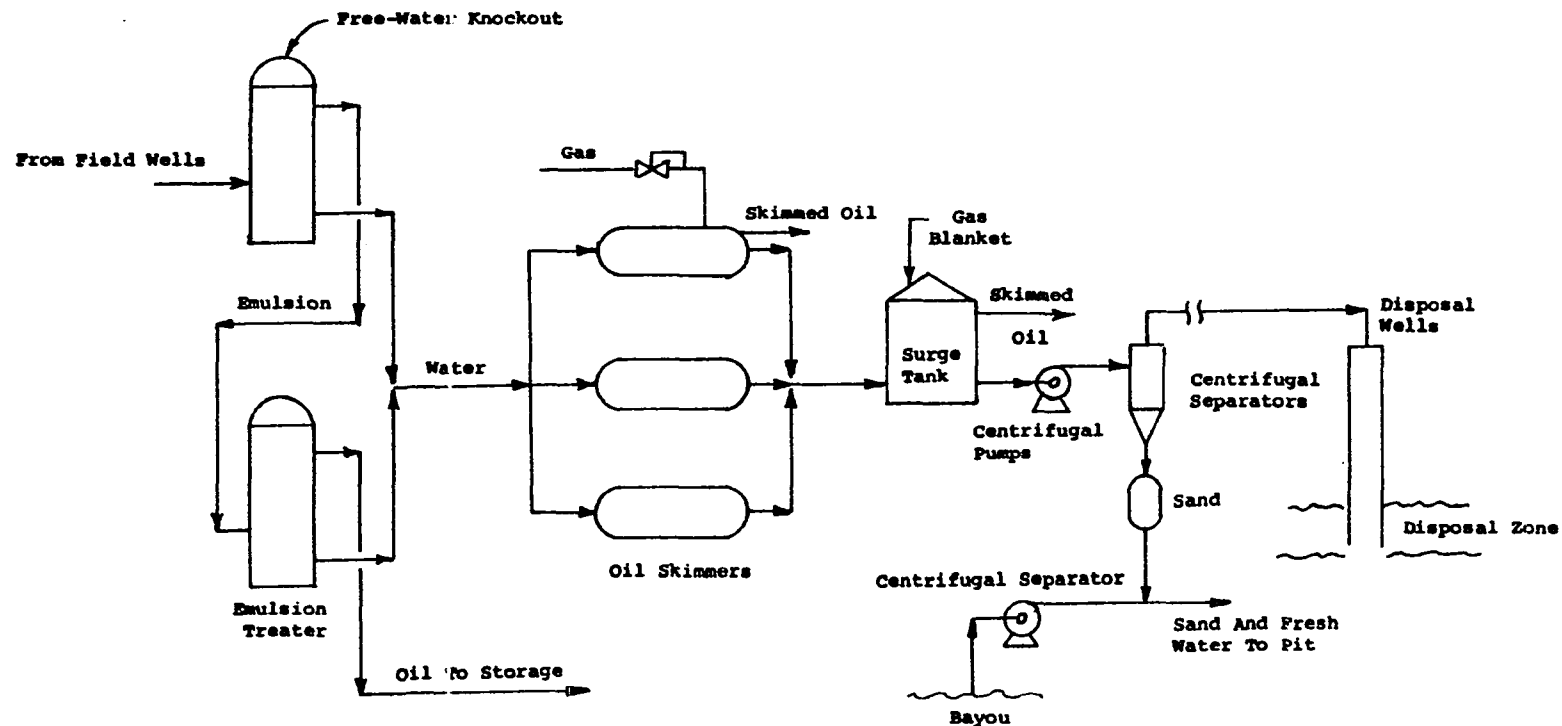 Free-Water Knockout
From Field Wells
Gas
Skimmed Oil
Gas
Blanket
Emulsion
Skimmed
Oil
Disposal
Wells
Water
Surge
Tank
Centrifugal
Separators
Centrifugal
Pumps
Sand
Disposal Zone
Oil Skimmers
Centrifugal Separator
Emulsion
Treater
Sand And Fresh
Water To Pit
Oil To Storage
Bayou